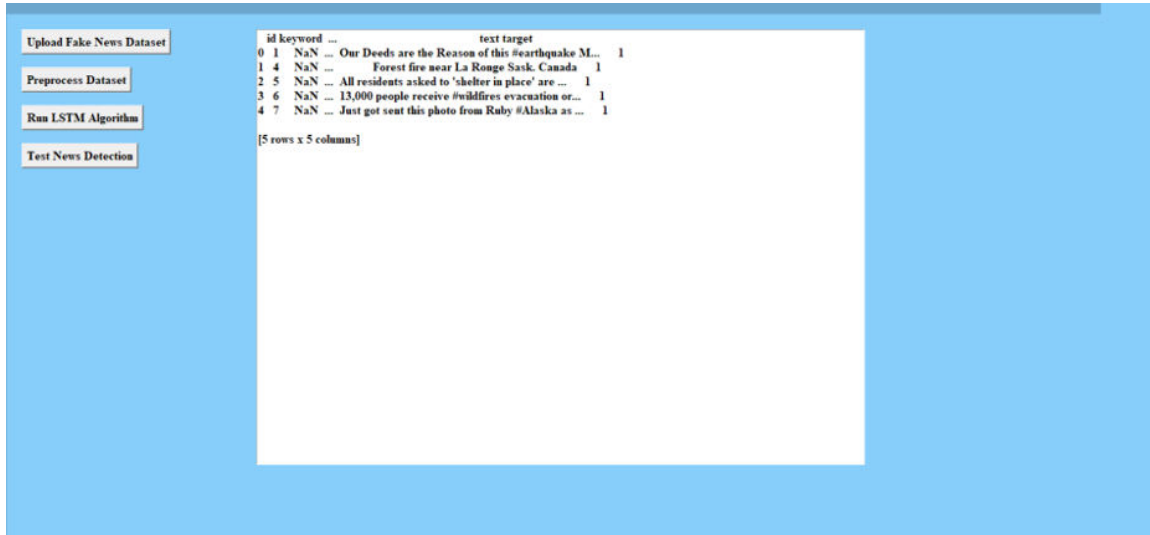 Upload Fake News Dataset
Preprocess Dataset
Run LSTM Algorithm
Test News Detection
id keyword ... text target
0 1 NaN ... Our Deeds are the Reason of this #earthquake M... 1
1 4 NaN ... Forest fire near La Ronge Sask. Canada 1
2 5 NaN ... All residents asked to 'shelter in place' are ... 1
3 6 NaN ... 13,000 people receive #wildfires evacuation or... 1
4 7 NaN ... Just got sent this photo from Ruby #Alaska as ... 1
[5 rows x 5 columns]